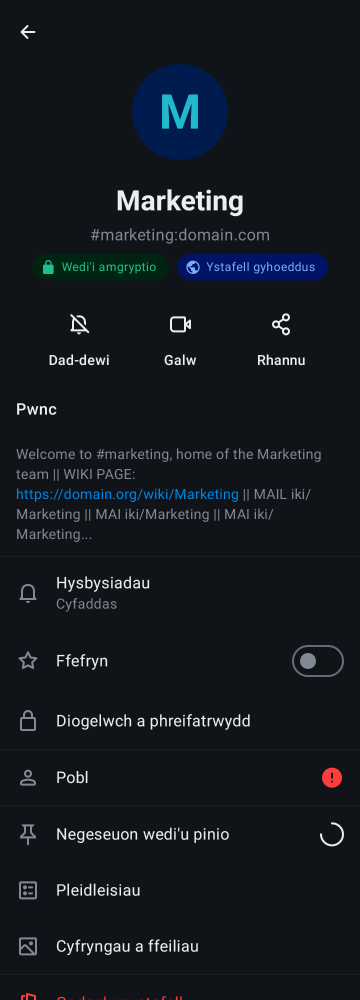 M
Marketing
#marketing:domain.com
Wedi'i amgryptio
Ystafell gyhoeddus
Dad-dewi
Galw
Rhannu
Pwnc
Welcome to #marketing, home of the Marketing
team || WIKI PAGE:
https://domain.org/wiki/Marketing || MAIL iki/
Marketing || MAI iki/Marketing || MAI iki/
Marketing...
Hysbysiadau
Cyfaddas
Ffefryn
Diogelwch a phreifatrwydd
Pobl
Negeseuon wedi'u pinio
Pleidleisiau
Cyfryngau a ffeiliau